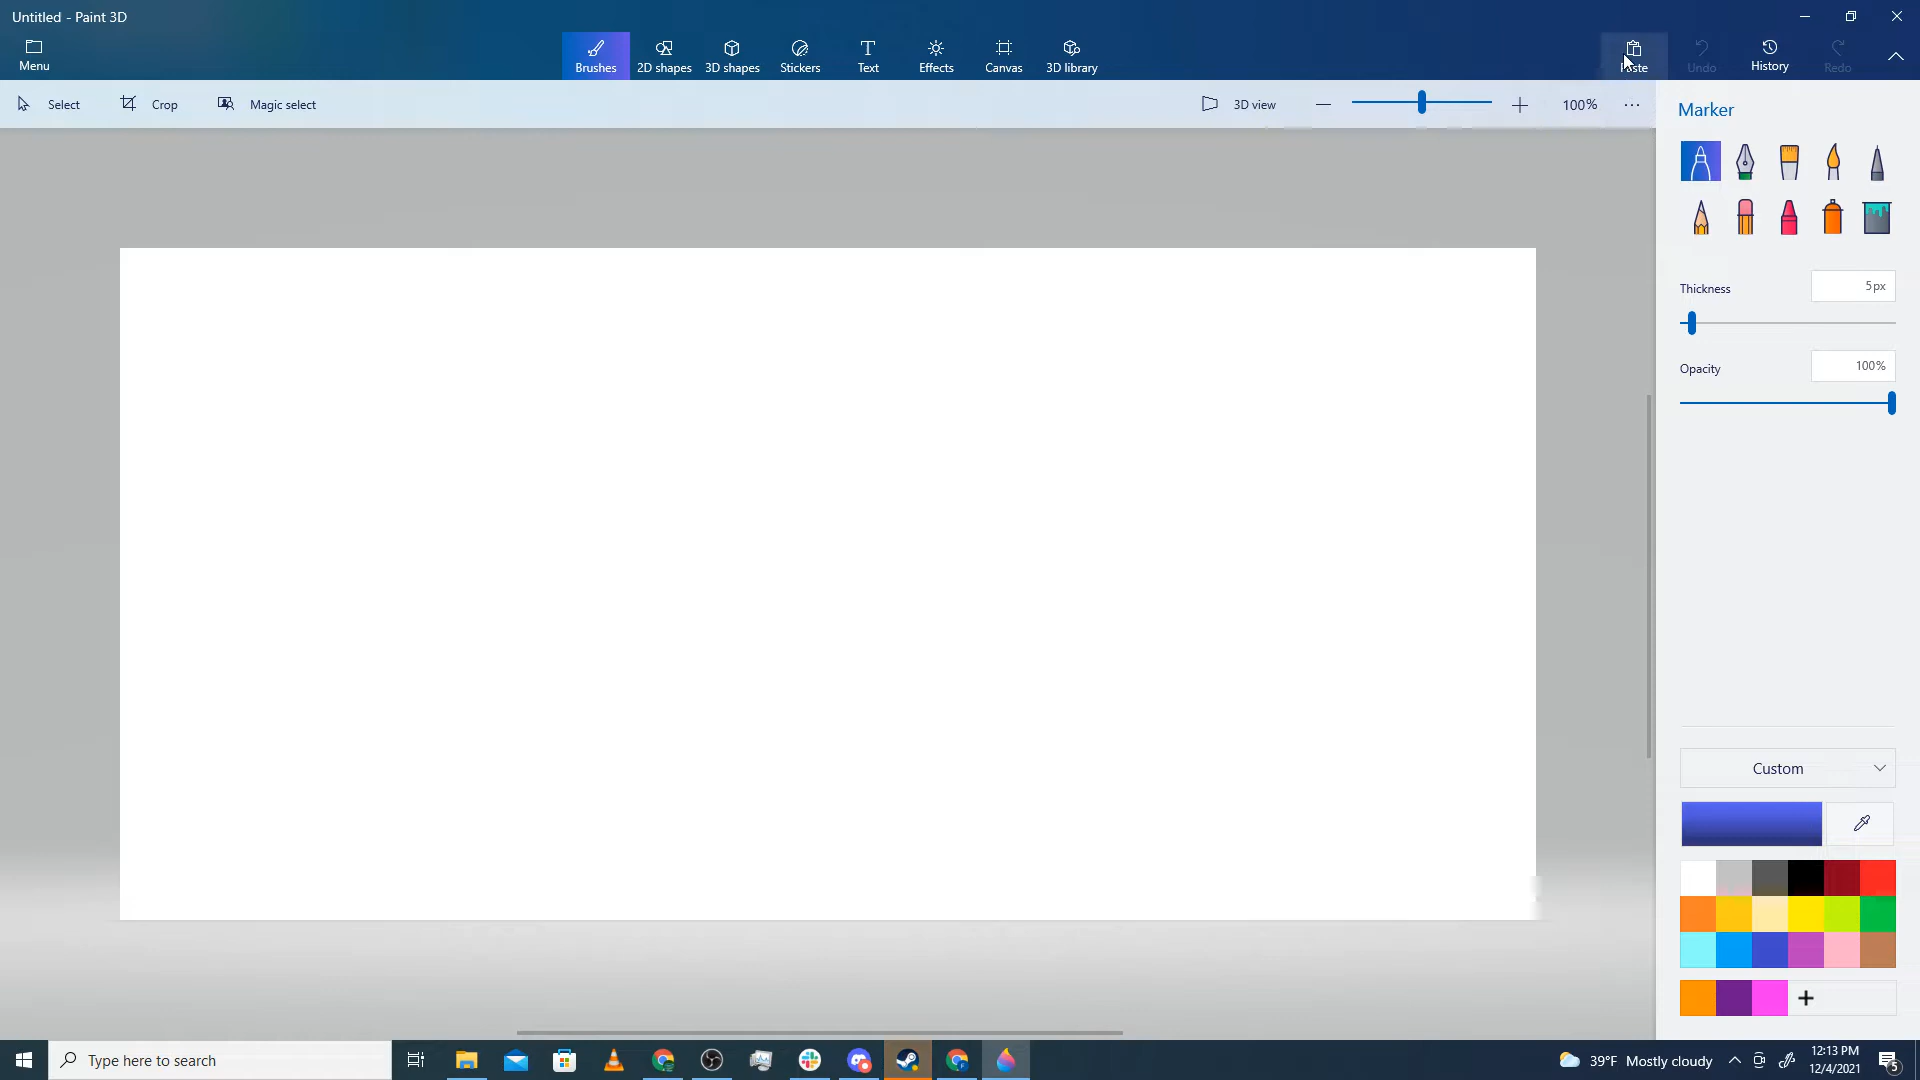 Untitled - Paint 3D
Menu
Brushes
2D shapes
3D shapes
Stickers
Text
Effects
Canvas
3D library
Paste
Undo
History
Redo
Select
Crop
Magic select
3D view
100%
Marker
Thickness
5px
Opacity
100%
Custom
Type here to search
39°F Mostly cloudy
12:13 PM
12/4/2021
5